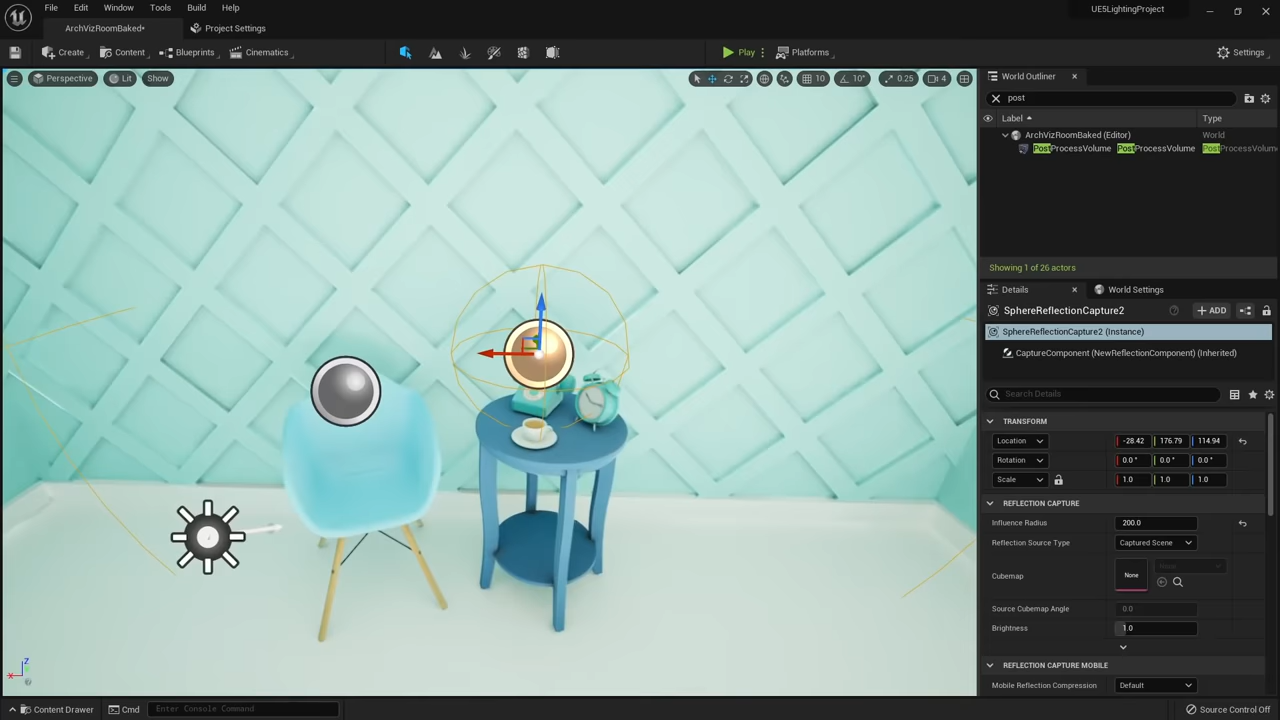 File Edit Window Tools Build Help
UE5LightingProject
ArchVizRoomBaked* Project Settings
Create Content Blueprints Cinematics Play Platforms Settings
Perspective Lit Show 10 10° 0.25 4
World Outliner
post
Label Type
ArchVizRoomBaked (Editor) World
PostProcessVolume PostProcessVolume PostProcessVolum
Showing 1 of 26 actors
Details World Settings
SphereReflectionCapture2 ADD
SphereReflectionCapture2 (Instance)
CaptureComponent (NewReflectionComponent) (Inherited)
Search Details
TRANSFORM
Location -28.42 176.79 114.94
Rotation 0.0 ° 0.0 ° 0.0 °
Scale 1.0 1.0 1.0
REFLECTION CAPTURE
Influence Radius 200.0
Reflection Source Type Captured Scene
Cubemap None None
Source Cubemap Angle 0.0
Brightness 1.0
REFLECTION CAPTURE MOBILE
Mobile Reflection Compression Default
Z
X
Content Drawer Cmd Enter Console Command Source Control Off